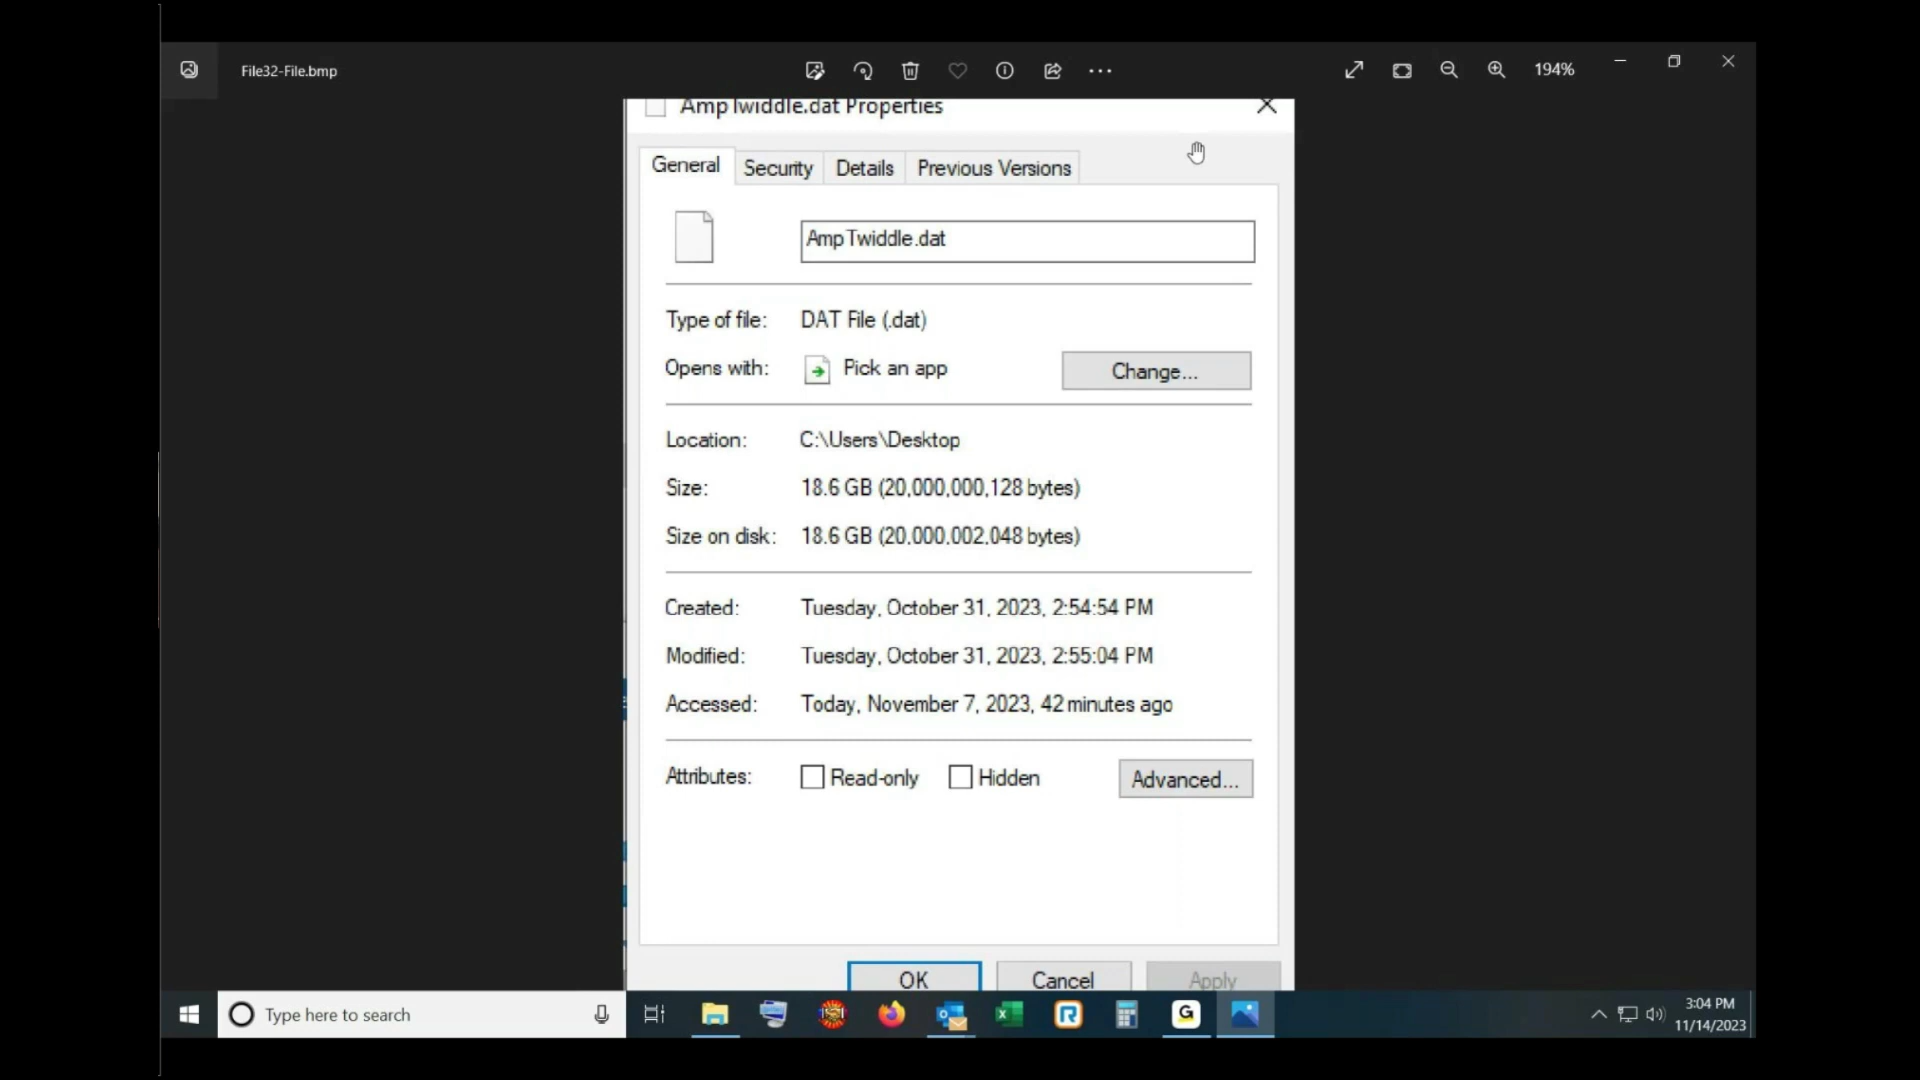 File32-File.bmp
194%
AmpTwiddle.dat Properties
General Security Details Previous Versions
AmpTwiddle.dat
Type of file: DAT File (.dat)
Opens with: Pick an app Change...
Location: C:\Users\Desktop
Size: 18.6 GB (20,000,000,128 bytes)
Size on disk: 18.6 GB (20,000,002,048 bytes)
Created: Tuesday, October 31, 2023, 2:54:54 PM
Modified: Tuesday, October 31, 2023, 2:55:04 PM
Accessed: Today, November 7, 2023, 42 minutes ago
Attributes: Read-only Hidden Advanced...
OK Cancel Apply
Type here to search
3:04 PM
11/14/2023